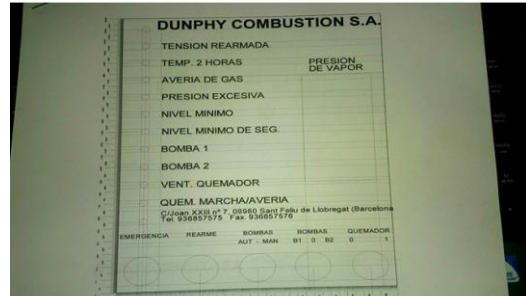 DUNPHY COMBUSTION S.A.
TENSION REARMADA
TEMP. 2 HORAS
PRESION
DE VAPOR
AVERIA DE GAS
PRESION EXCESIVA
NIVEL MINIMO
NIVEL MINIMO DE SEG.
BOMBA 1
BOMBA 2
VENT. QUEMADOR
QUEM. MARCHA/AVERIA
C/Joan XXIII nº 7, 08980 Sant Feliu de Llobregat (Barcelona
Tel. 936857575 Fax. 936857576
EMERGENCIA REARME BOMBAS BOMBAS QUEMADOR
AUT - MAN B1 0 B2 0 1